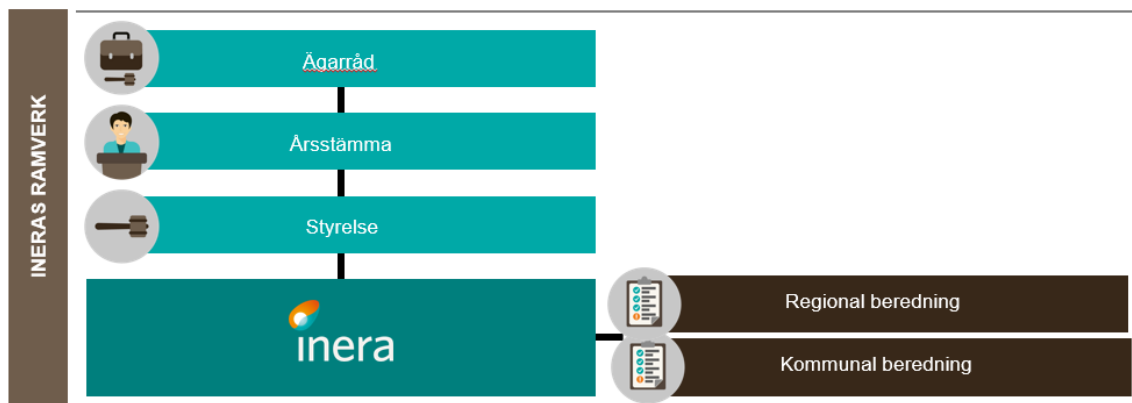 INERAS RAMVERK
Ägarråd
Årsstämma
Styrelse
inera
Regional beredning
Kommunal beredning